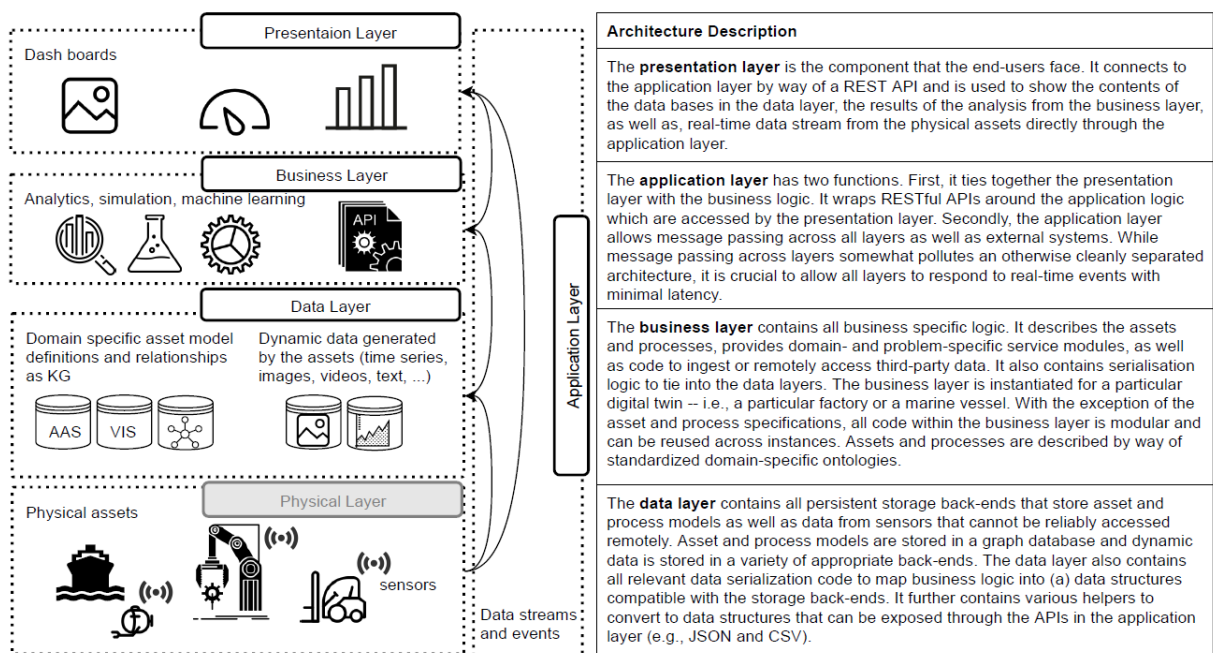 Presentaion Layer
Dash boards
Business Layer
Analytics, simulation, machine learning
API
Data Layer
Domain specific asset model
definitions and relationships
as KG
Dynamic data generated
by the assets (time series,
images, videos, text, ...)
AAS
VIS
Physical Layer
Physical assets
sensors
Data streams
and events
Application Layer
Architecture Description
The presentation layer is the component that the end-users face. It connects to
the application layer by way of a REST API and is used to show the contents of
the data bases in the data layer, the results of the analysis from the business layer,
as well as, real-time data stream from the physical assets directly through the
application layer.
The application layer has two functions. First, it ties together the presentation
layer with the business logic. It wraps RESTful APIs around the application logic
which are accessed by the presentation layer. Secondly, the application layer
allows message passing across all layers as well as external systems. While
message passing across layers somewhat pollutes an otherwise cleanly separated
architecture, it is crucial to allow all layers to respond to real-time events with
minimal latency.
The business layer contains all business specific logic. It describes the assets
and processes, provides domain- and problem-specific service modules, as well
as code to ingest or remotely access third-party data. It also contains serialisation
logic to tie into the data layers. The business layer is instantiated for a particular
digital twin -- i.e., a particular factory or a marine vessel. With the exception of the
asset and process specifications, all code within the business layer is modular and
can be reused across instances. Assets and processes are described by way of
standardized domain-specific ontologies.
The data layer contains all persistent storage back-ends that store asset and
process models as well as data from sensors that cannot be reliably accessed
remotely. Asset and process models are stored in a graph database and dynamic
data is stored in a variety of appropriate back-ends. The data layer also contains
all relevant data serialization code to map business logic into (a) data structures
compatible with the storage back-ends. It further contains various helpers to
convert to data structures that can be exposed through the APIs in the application
layer (e.g., JSON and CSV).